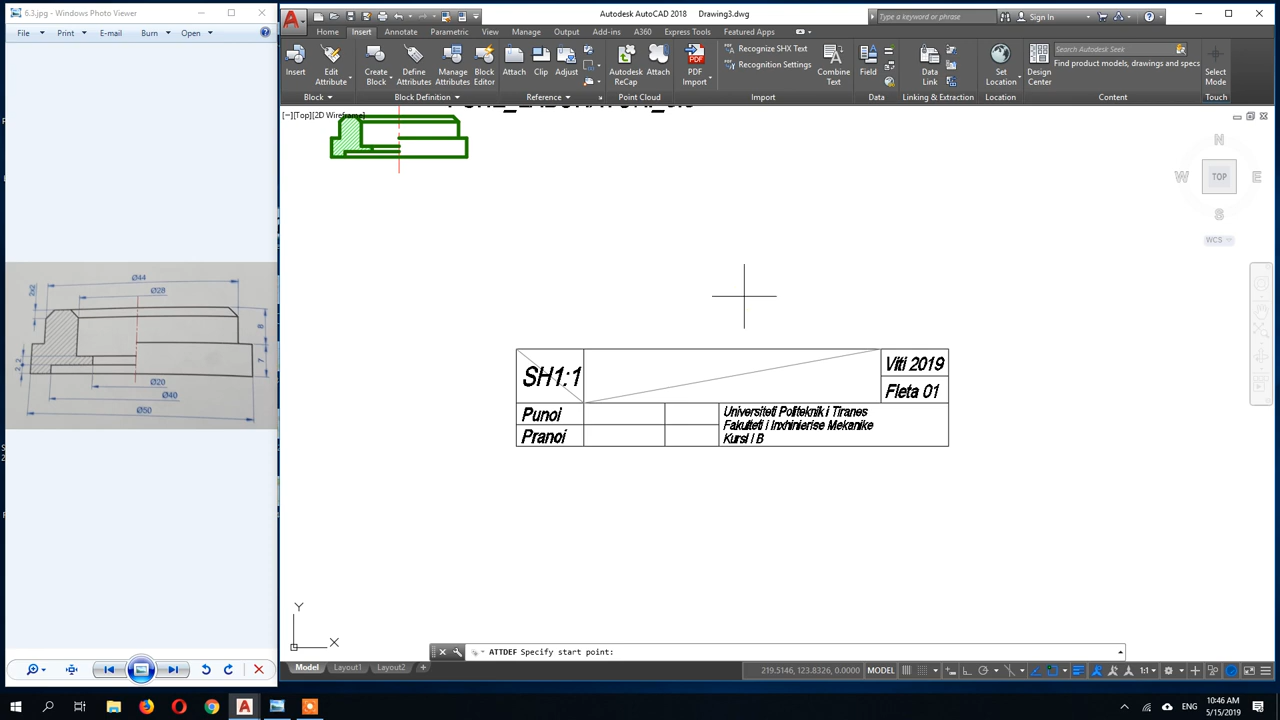 6.3.jpg - Windows Photo Viewer
File Print E-mail Burn Open
Autodesk AutoCAD 2018 Drawing3.dwg
Type a keyword or phrase
Sign In
Home Insert Annotate Parametric View Manage Output Add-ins A360 Express Tools Featured Apps
Insert
Edit Attribute
Create Block
Define Attributes
Manage Attributes
Block Editor
Attach
Clip
Adjust
Autodesk ReCap
Attach
PDF Import
Recognize SHX Text
Recognition Settings
Combine Text
Field
Data Link
Set Location
Design Center
Search Autodesk Seek
Find product models, drawings and specs
Select Mode
Block Block Definition Reference Point Cloud Import Data Linking & Extraction Location Content Touch
[−][Top][2D Wireframe]
N
W TOP E
S
WCS
Ø44
Ø28
2x2
8
7
2
2
Ø20
Ø40
Ø50
SH1:1
Viti 2019
Fleta 01
Punoi
Pranoi
Universiteti Politeknik i Tiranes
Fakulteti i Inxhinierise Mekanike
Kursi i B
Y
X
ATTDEF Specify start point:
Model Layout1 Layout2 +
219.5146, 123.8326, 0.0000 MODEL 1:1
ENG
10:46 AM
5/15/2019